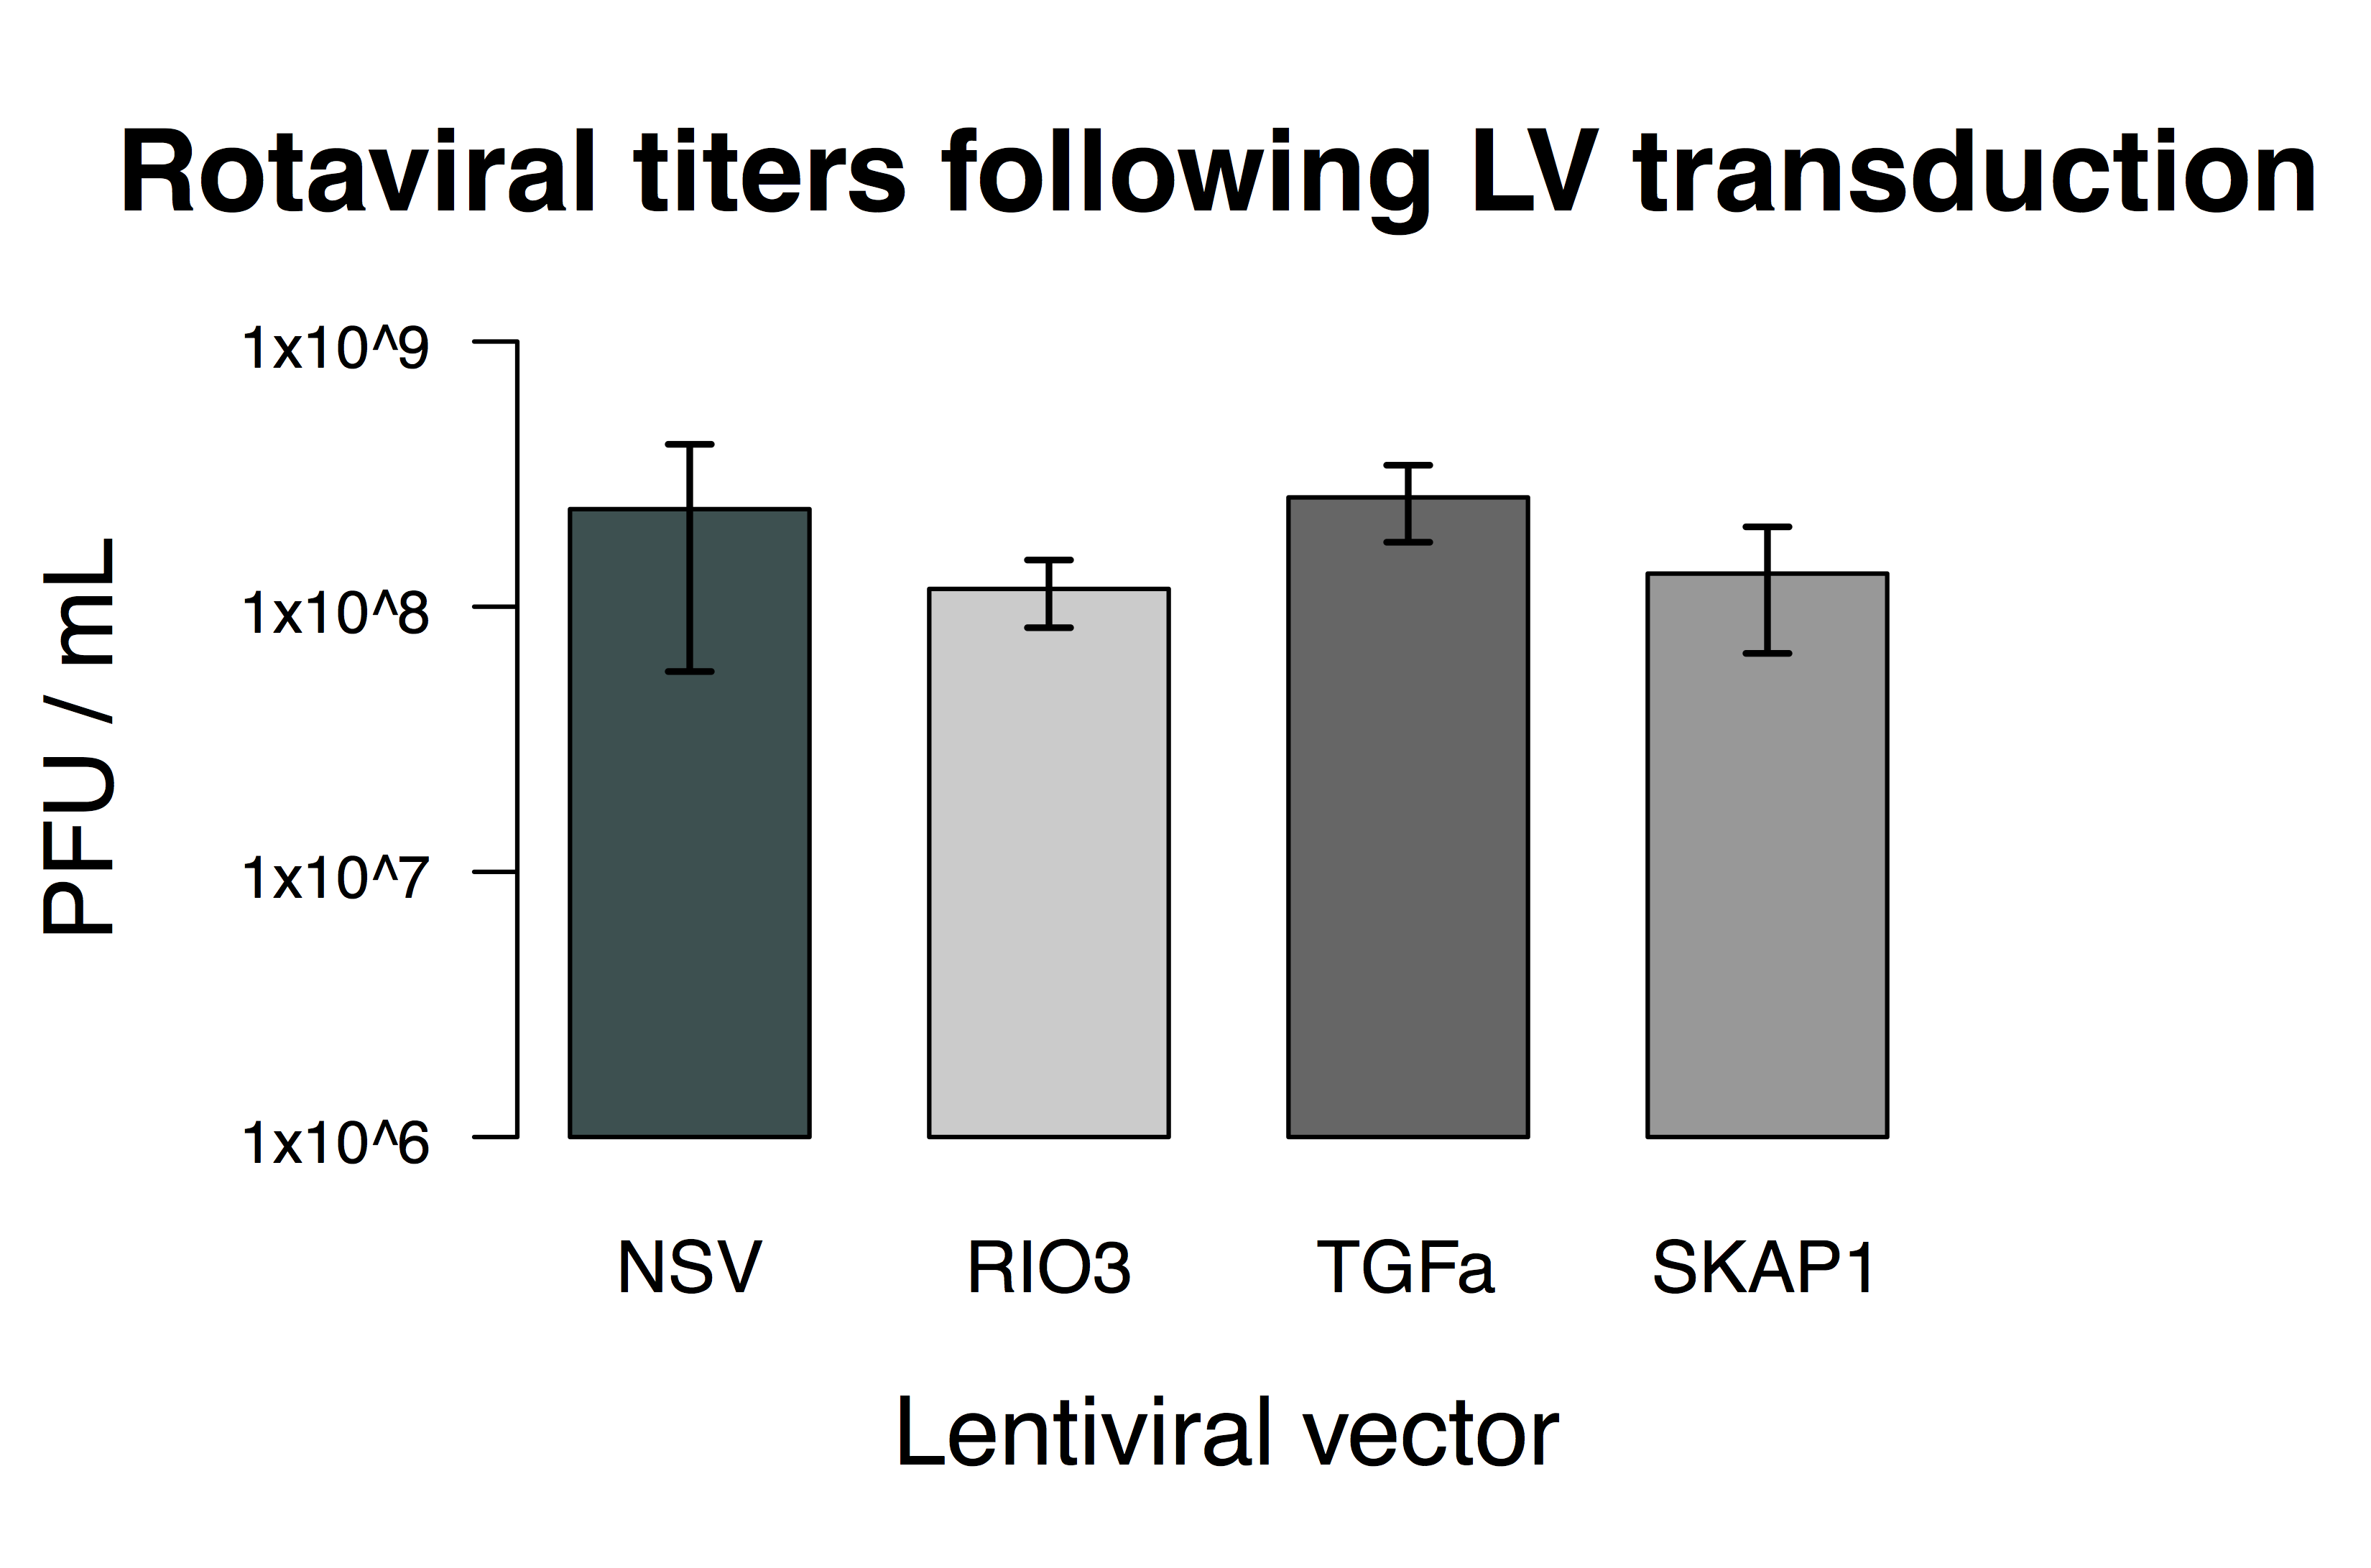 Rotaviral titers following LV transduction
PFU / mL
1x10^9
1x10^8
1x10^7
1x10^6
NSV RIO3 TGFa SKAP1
Lentiviral vector